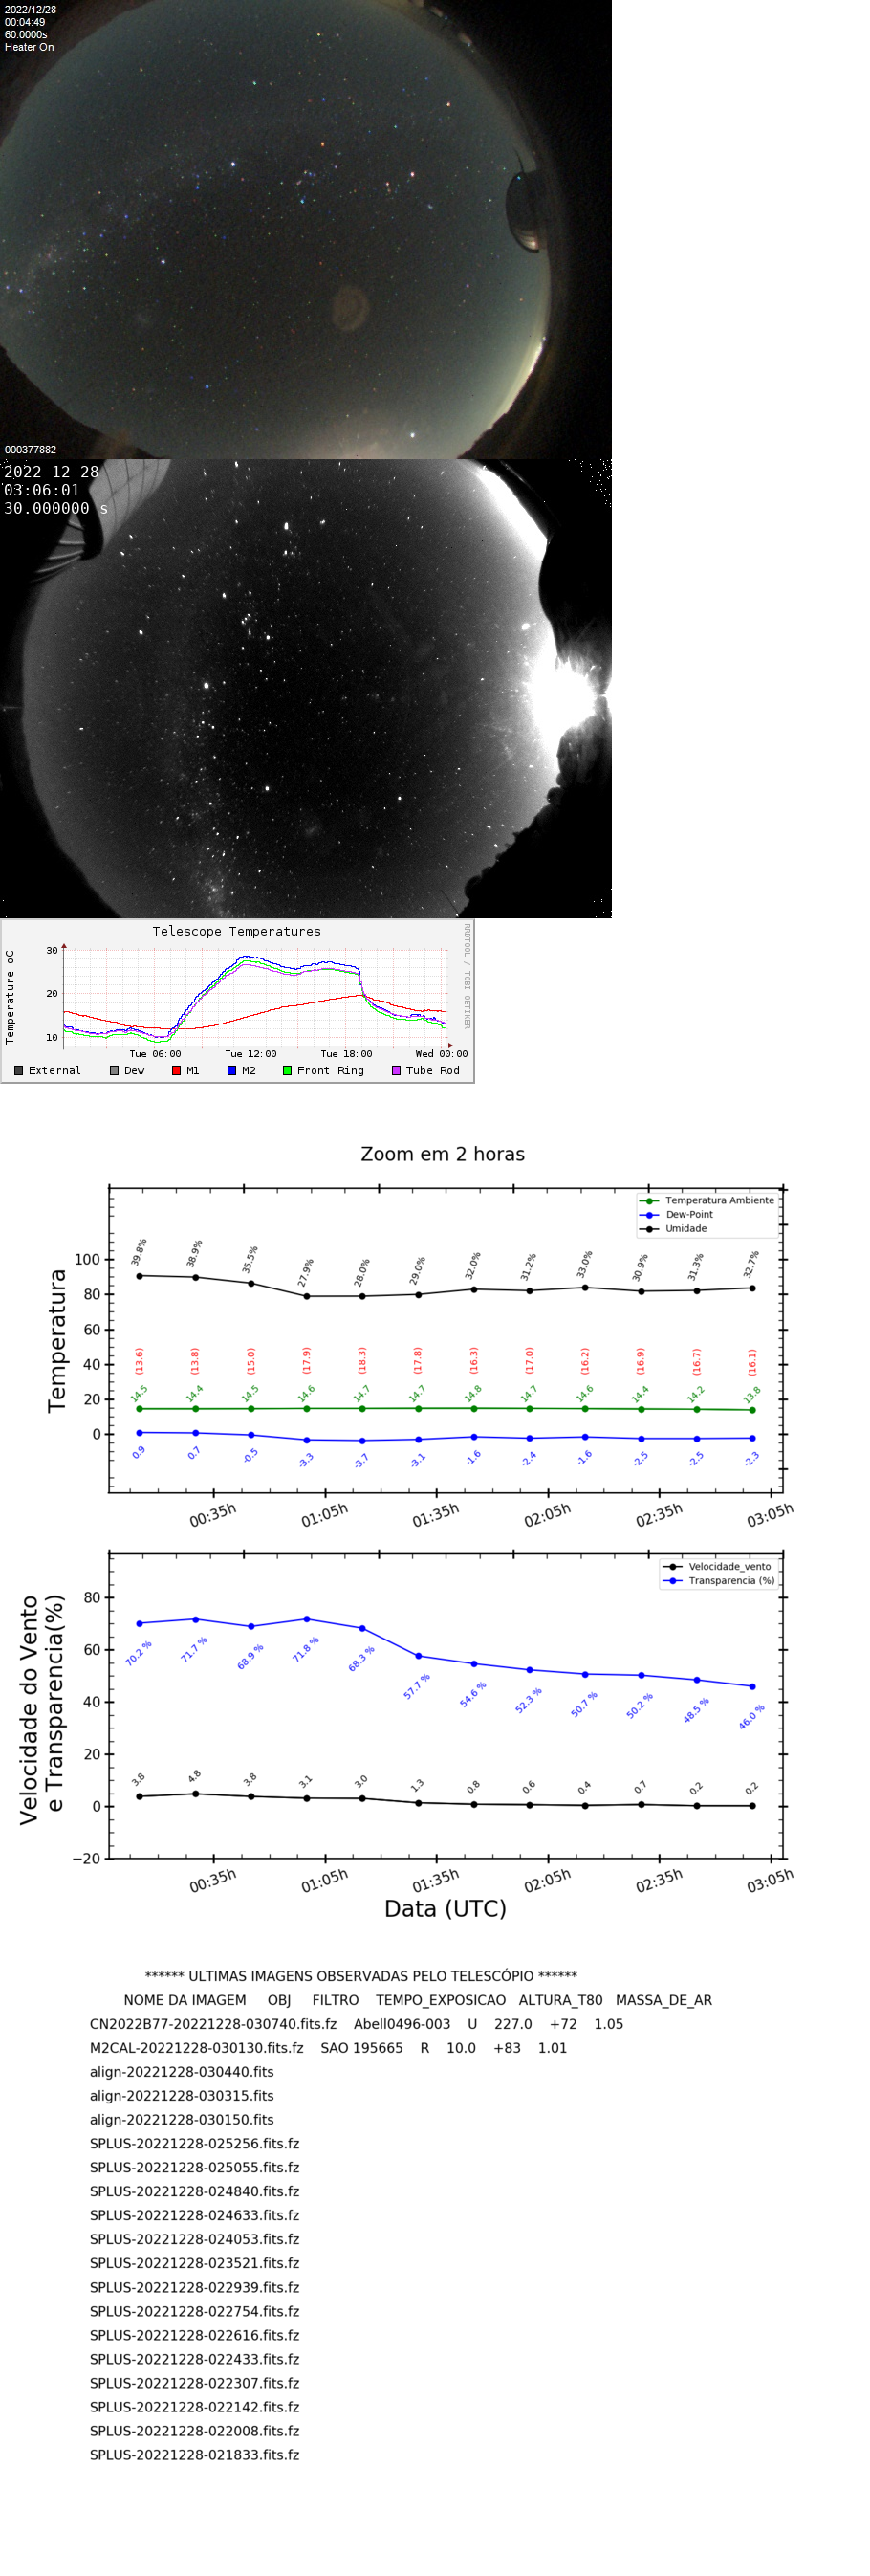 2022/12/28
00:04:49
60.0000s
Heater On
000377882
2022-12-28
03:06:01
30.000000 s
Telescope Temperatures
RRDTOOL / TOBI OETIKER
Temperature oC
30
20
10
Tue 06:00 Tue 12:00 Tue 18:00 Wed 00:00
External Dew M1 M2 Front Ring Tube Rod
Zoom em 2 horas
Temperatura Ambiente
Dew-Point
Umidade
Temperatura
100
80
60
40
20
0
39.8% 38.9% 35.5% 27.9% 28.0% 29.0% 32.0% 31.2% 33.0% 30.9% 31.3% 32.7%
(13.6) (13.8) (15.0) (17.9) (18.3) (17.8) (16.3) (17.0) (16.2) (16.9) (16.7) (16.1)
14.5 14.4 14.5 14.6 14.7 14.7 14.8 14.7 14.6 14.4 14.2 13.8
0.9 0.7 -0.5 -3.3 -3.7 -3.1 -1.6 -2.4 -1.6 -2.5 -2.5 -2.3
00:35h 01:05h 01:35h 02:05h 02:35h 03:05h
Velocidade_vento
Transparencia (%)
Velocidade do Vento
e Transparencia(%)
80
60
40
20
0
−20
70.2 % 71.7 % 68.9 % 71.8 % 68.3 % 57.7 % 54.6 % 52.3 % 50.7 % 50.2 % 48.5 % 46.0 %
3.8 4.8 3.8 3.1 3.0 1.3 0.8 0.6 0.4 0.7 0.2 0.2
00:35h 01:05h 01:35h 02:05h 02:35h 03:05h
Data (UTC)
****** ULTIMAS IMAGENS OBSERVADAS PELO TELESCÓPIO ******
NOME DA IMAGEM OBJ FILTRO TEMPO_EXPOSICAO ALTURA_T80 MASSA_DE_AR
CN2022B77-20221228-030740.fits.fz Abell0496-003 U 227.0 +72 1.05
M2CAL-20221228-030130.fits.fz SAO 195665 R 10.0 +83 1.01
align-20221228-030440.fits
align-20221228-030315.fits
align-20221228-030150.fits
SPLUS-20221228-025256.fits.fz
SPLUS-20221228-025055.fits.fz
SPLUS-20221228-024840.fits.fz
SPLUS-20221228-024633.fits.fz
SPLUS-20221228-024053.fits.fz
SPLUS-20221228-023521.fits.fz
SPLUS-20221228-022939.fits.fz
SPLUS-20221228-022754.fits.fz
SPLUS-20221228-022616.fits.fz
SPLUS-20221228-022433.fits.fz
SPLUS-20221228-022307.fits.fz
SPLUS-20221228-022142.fits.fz
SPLUS-20221228-022008.fits.fz
SPLUS-20221228-021833.fits.fz